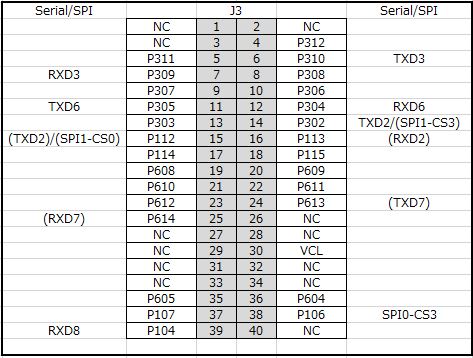 Serial/SPI J3 Serial/SPI
NC 1 2 NC
NC 3 4 P312
P311 5 6 P310 TXD3
RXD3 P309 7 8 P308
P307 9 10 P306
TXD6 P305 11 12 P304 RXD6
P303 13 14 P302 TXD2/(SPI1-CS3)
(TXD2)/(SPI1-CS0) P112 15 16 P113 (RXD2)
P114 17 18 P115
P608 19 20 P609
P610 21 22 P611
P612 23 24 P613 (TXD7)
(RXD7) P614 25 26 NC
NC 27 28 NC
NC 29 30 VCL
NC 31 32 NC
NC 33 34 NC
P605 35 36 P604
P107 37 38 P106 SPI0-CS3
RXD8 P104 39 40 NC